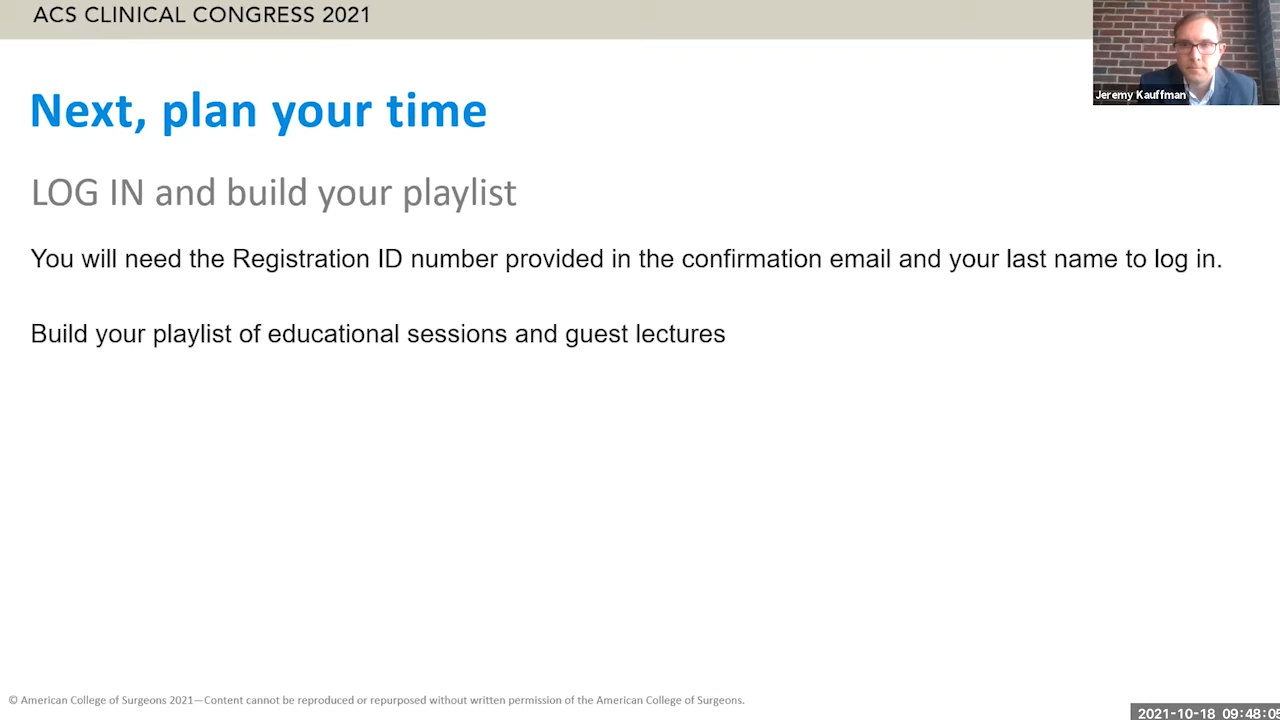 ACS CLINICAL CONGRESS 2021
Jeremy Kauffman
Next, plan your time
LOG IN and build your playlist
You will need the Registration ID number provided in the confirmation email and your last name to log in.
Build your playlist of educational sessions and guest lectures
© American College of Surgeons 2021—Content cannot be reproduced or repurposed without written permission of the American College of Surgeons.
2021-10-18 09:48:05